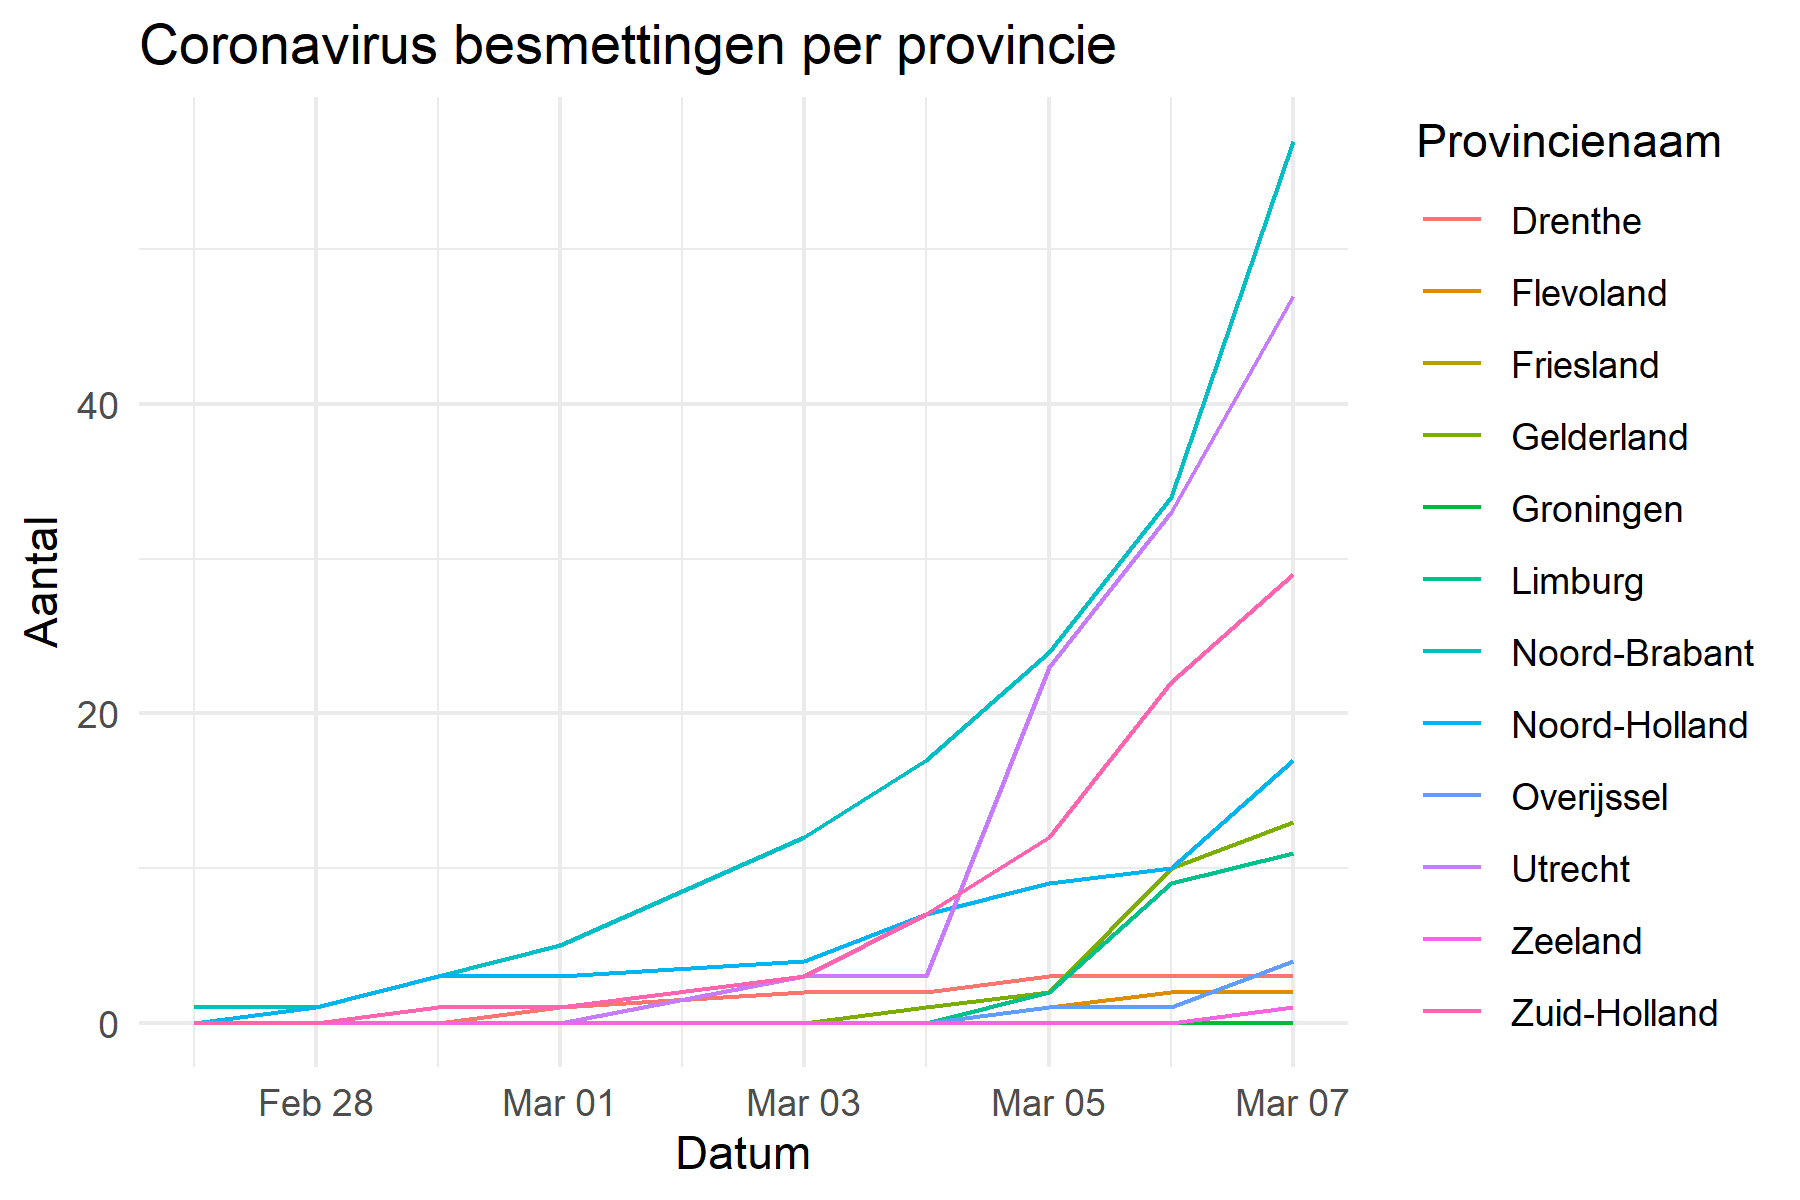 Coronavirus besmettingen per provincie
Aantal
40
20
0
Feb 28
Mar 01
Mar 03
Mar 05
Mar 07
Datum
Provincienaam
Drenthe
Flevoland
Friesland
Gelderland
Groningen
Limburg
Noord-Brabant
Noord-Holland
Overijssel
Utrecht
Zeeland
Zuid-Holland